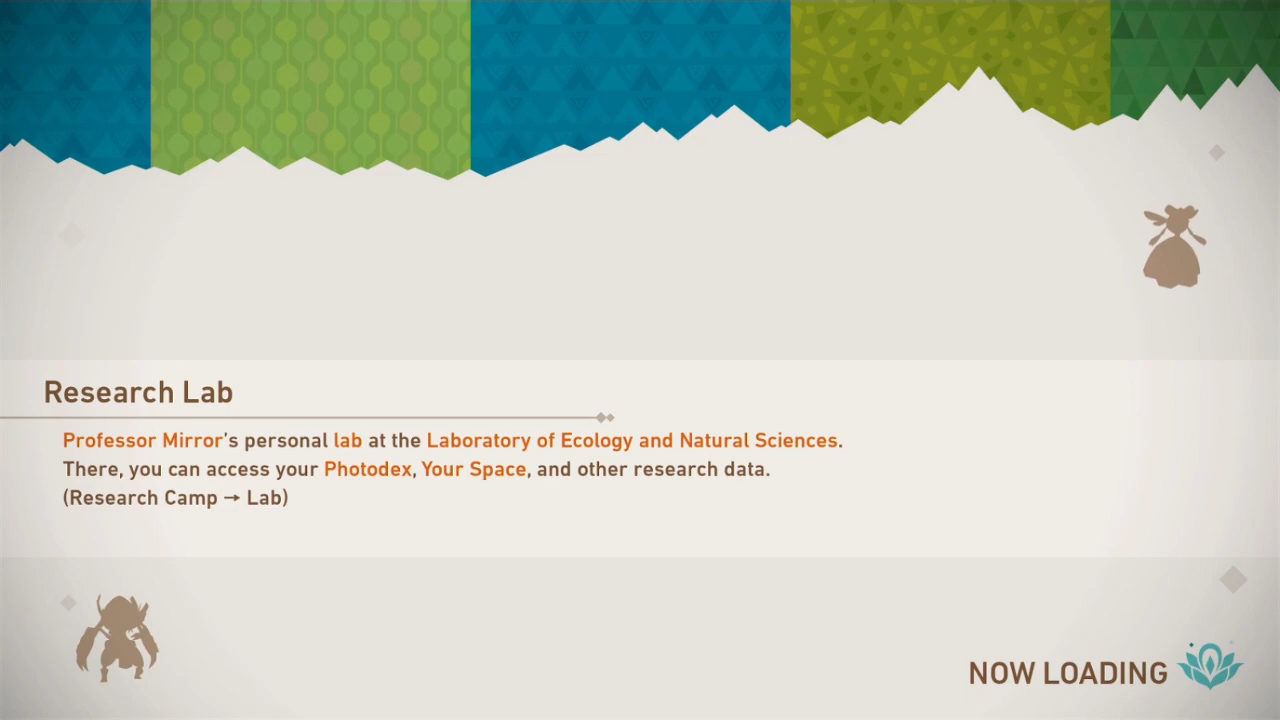 Research Lab
Professor Mirror's personal lab at the Laboratory of Ecology and Natural Sciences.
There, you can access your Photodex, Your Space, and other research data.
(Research Camp → Lab)
NOW LOADING